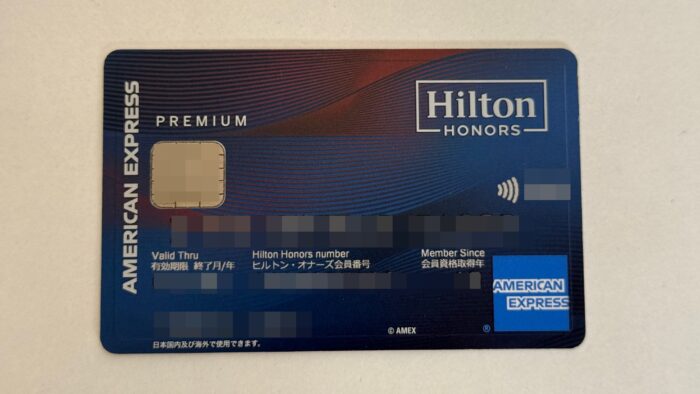 AMERICAN EXPRESS
PREMIUM
Hilton
HONORS
Valid Thru
有効期限 終了月/年
Hilton Honors number
ヒルトン・オナーズ会員番号
Member Since
会員資格取得年
AMERICAN
EXPRESS
© AMEX
®
日本国内及び海外で使用できます。